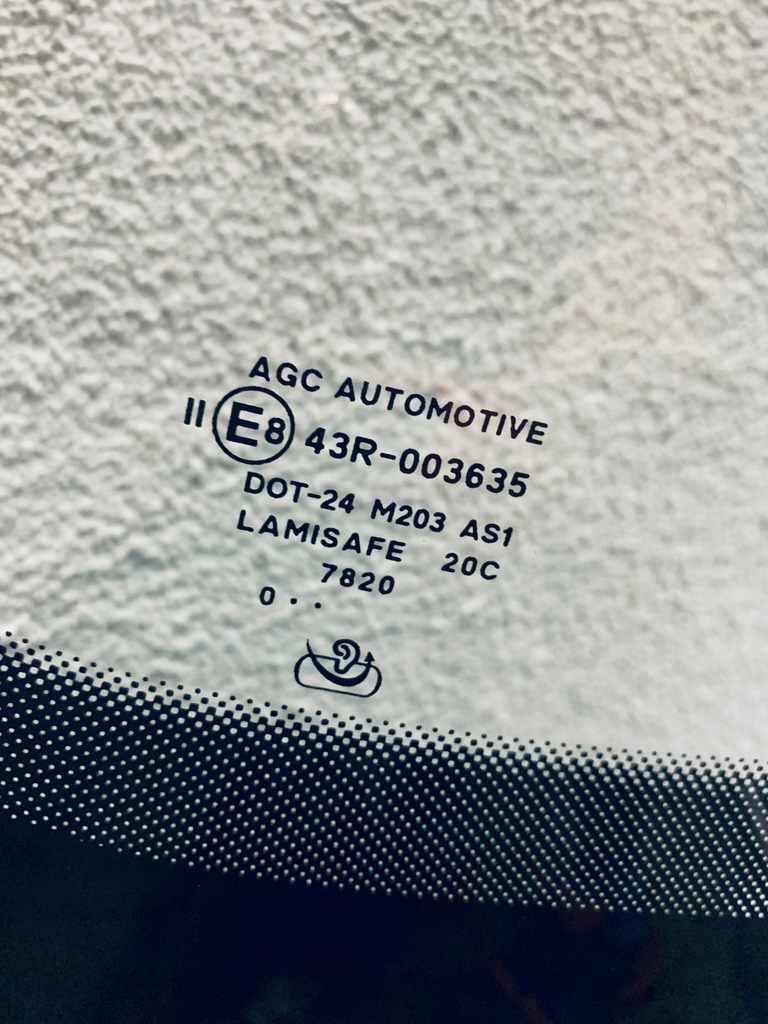 AGC AUTOMOTIVE
II E8 43R-003635
DOT-24 M203 AS1
LAMISAFE 20C
7820
0 . .